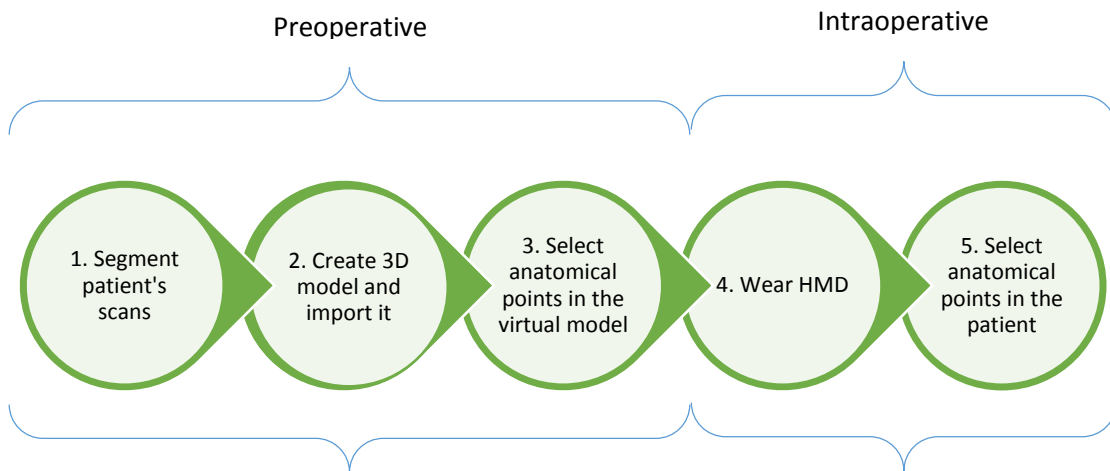 Preoperative
Intraoperative
1. Segment
patient's
scans
2. Create 3D
model and
import it
3. Select
anatomical
points in the
virtual model
4. Wear HMD
5. Select
anatomical
points in the
patient